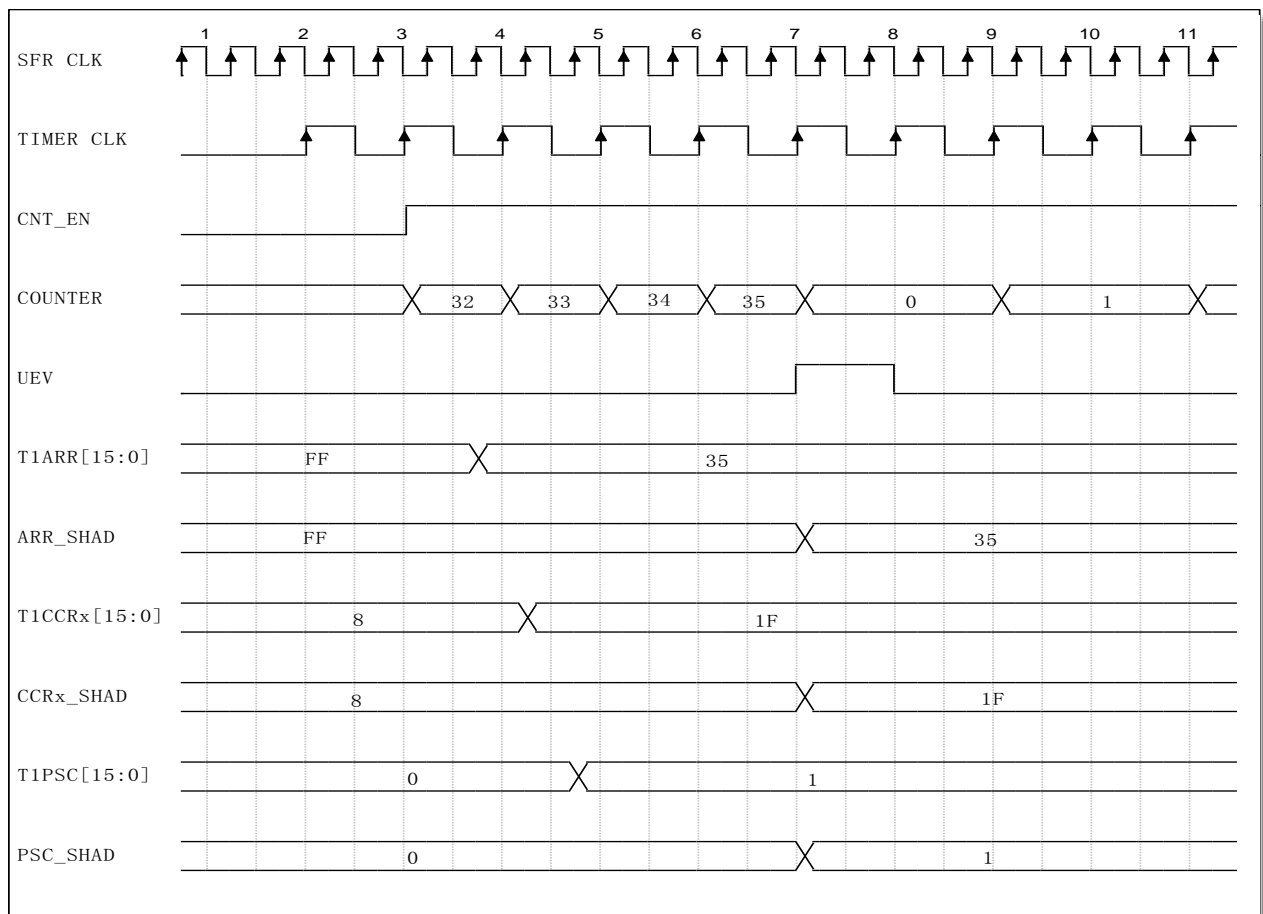 1 2 3 4 5 6 7 8 9 10 11
SFR CLK
TIMER CLK
CNT_EN
COUNTER 32 33 34 35 0 1
UEV
T1ARR[15:0] FF 35
ARR_SHAD FF 35
T1CCRx[15:0] 8 1F
CCRx_SHAD 8 1F
T1PSC[15:0] 0 1
PSC_SHAD 0 1